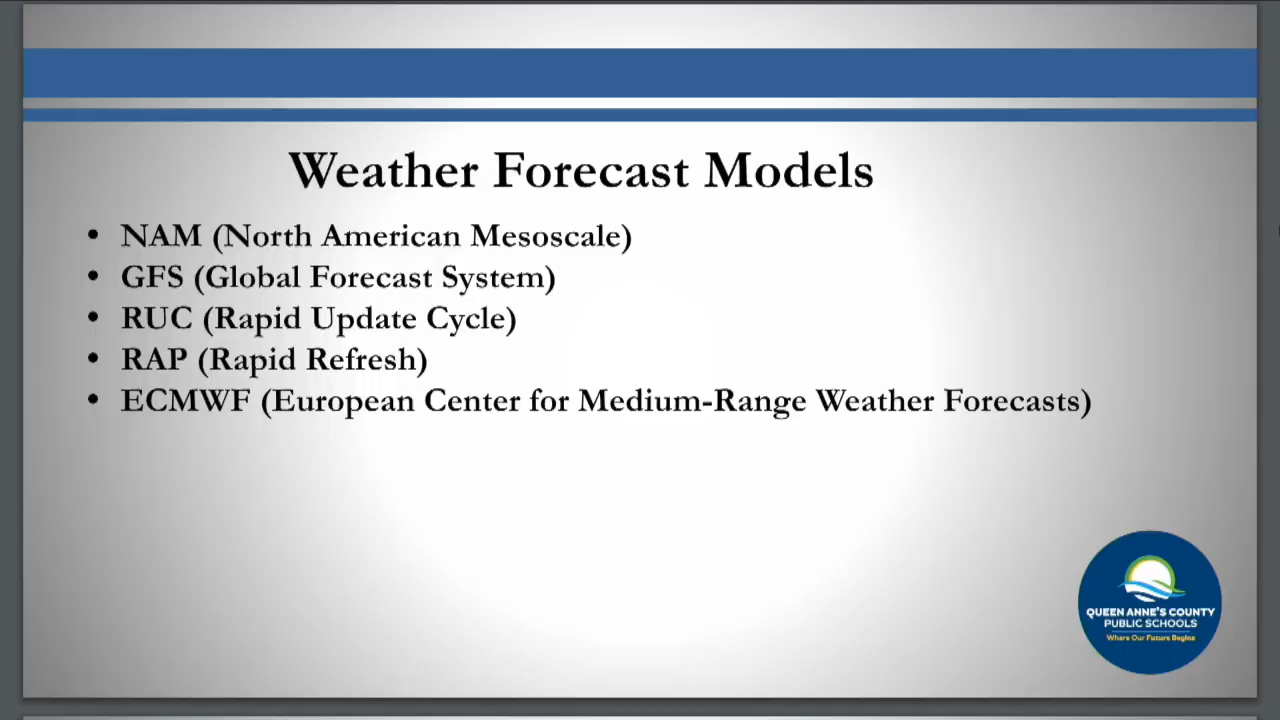 Weather Forecast Models
• NAM (North American Mesoscale)
• GFS (Global Forecast System)
• RUC (Rapid Update Cycle)
• RAP (Rapid Refresh)
• ECMWF (European Center for Medium-Range Weather Forecasts)
QUEEN ANNE'S COUNTY
PUBLIC SCHOOLS
Where Our Future Begins